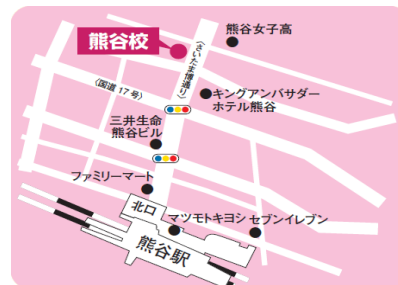 熊谷校
熊谷女子高
〈さいたま博通り〉
キングアンバサダー
ホテル熊谷
〈国道17号〉
三井生命
熊谷ビル
ファミリーマート
北口
マツモトキヨシ
セブンイレブン
熊谷駅